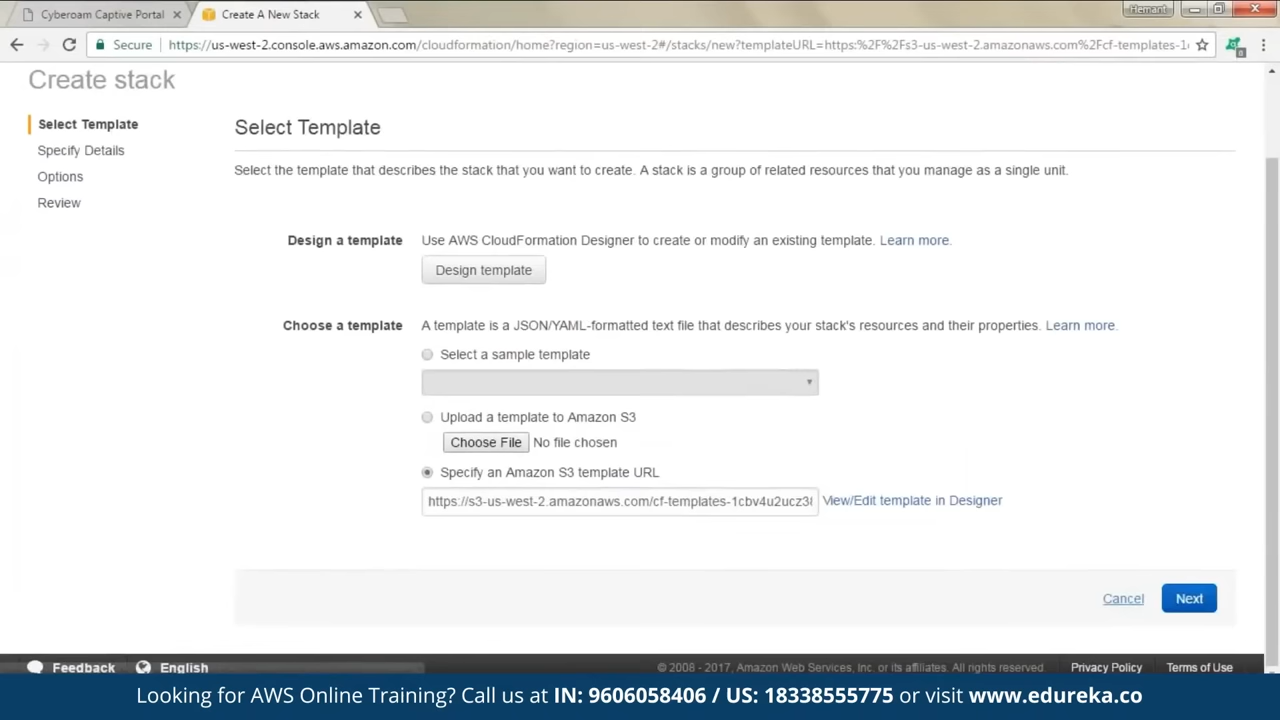 Cyberoam Captive Portal
Create A New Stack
Hemant
Secure https://us-west-2.console.aws.amazon.com/cloudformation/home?region=us-west-2#/stacks/new?templateURL=https:%2F%2Fs3-us-west-2.amazonaws.com%2Fcf-templates-1
Create stack
Select Template
Specify Details
Options
Review
Select Template
Select the template that describes the stack that you want to create. A stack is a group of related resources that you manage as a single unit.
Design a template Use AWS CloudFormation Designer to create or modify an existing template. Learn more.
Design template
Choose a template A template is a JSON/YAML-formatted text file that describes your stack's resources and their properties. Learn more.
Select a sample template
Upload a template to Amazon S3
Choose File No file chosen
Specify an Amazon S3 template URL
https://s3-us-west-2.amazonaws.com/cf-templates-1cbv4u2ucz3 View/Edit template in Designer
Cancel Next
Feedback English © 2008 - 2017, Amazon Web Services, Inc. or its affiliates. All rights reserved. Privacy Policy Terms of Use
Looking for AWS Online Training? Call us at IN: 9606058406 / US: 18338555775 or visit www.edureka.co